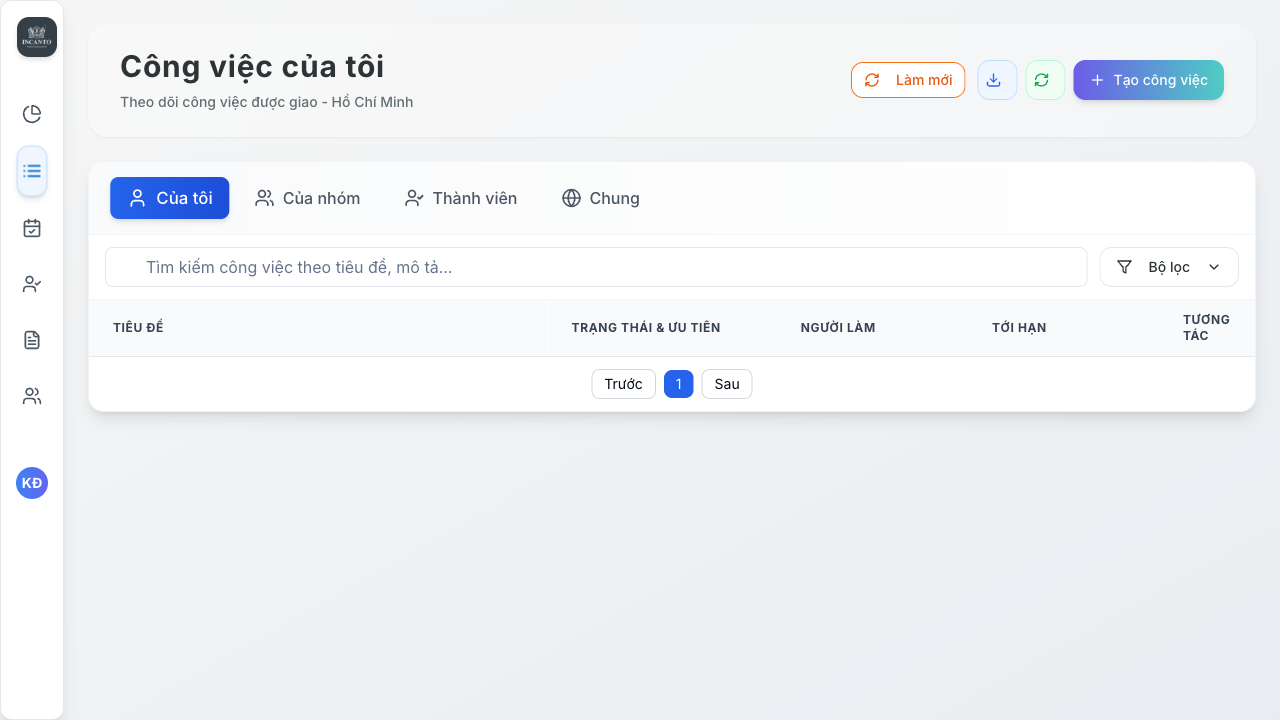 INCANTO
Công việc của tôi
Theo dõi công việc được giao - Hồ Chí Minh
Làm mới
Tạo công việc
Của tôi
Của nhóm
Thành viên
Chung
Tìm kiếm công việc theo tiêu đề, mô tả...
Bộ lọc
TIÊU ĐỀ
TRẠNG THÁI & ƯU TIÊN
NGƯỜI LÀM
TỚI HẠN
TƯƠNG
TÁC
Trước
1
Sau
KĐ